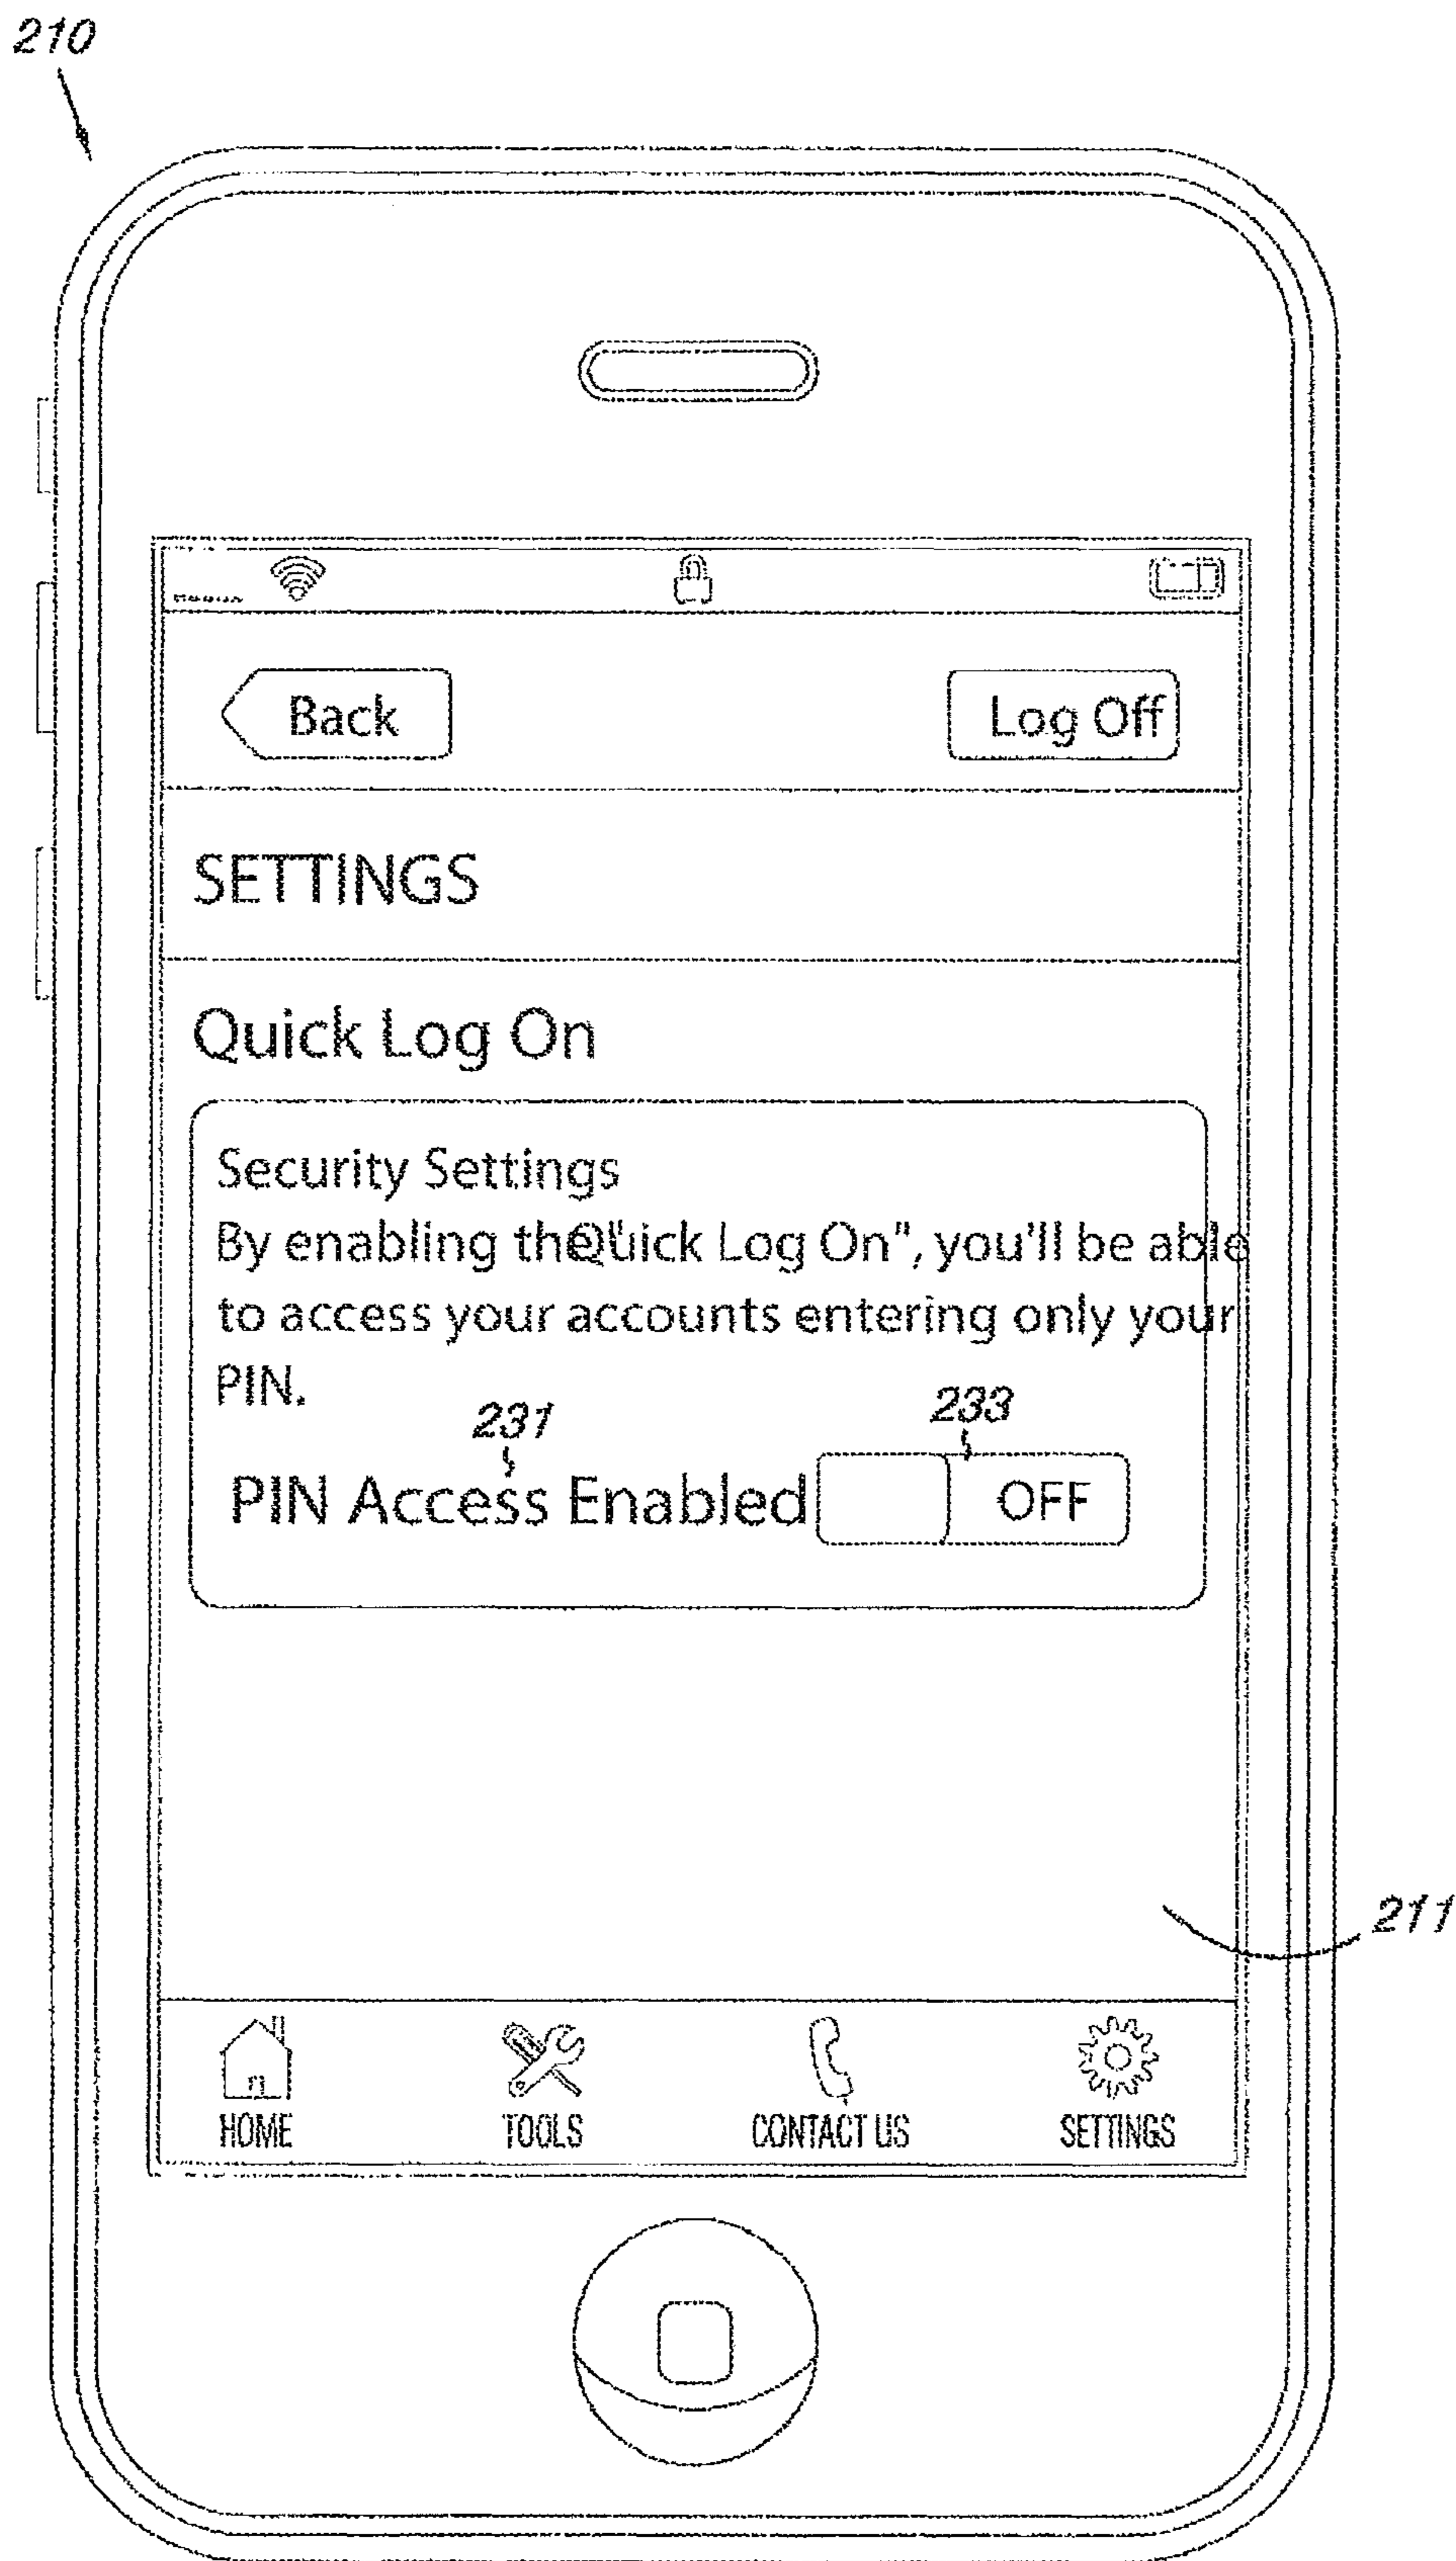 210
Back
Log Off
SETTINGS
Quick Log On
Security Settings
By enabling the "Quick Log On", you'll be able
to access your accounts entering only your
PIN.
231
233
PIN Access Enabled
OFF
211
HOME
TOOLS
CONTACT US
SETTINGS